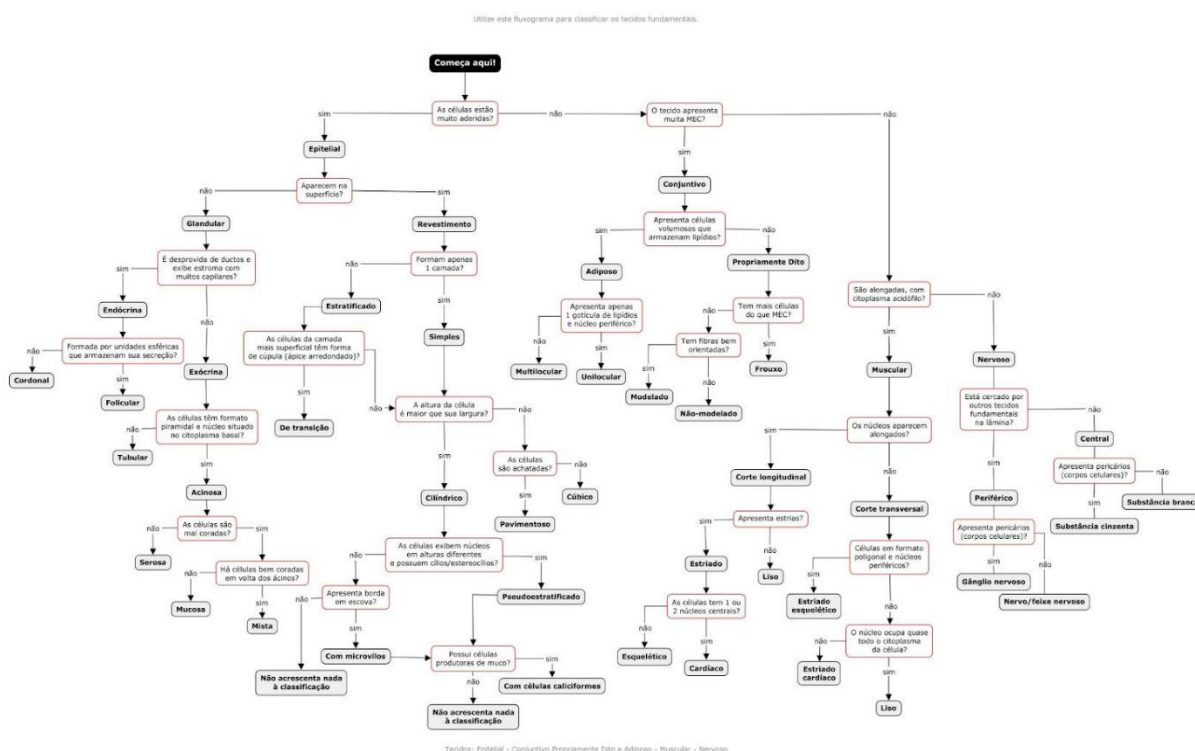 Utilize este fluxograma para classificar os tecidos fundamentais.
Começa aqui!
As células estão
muito aderidas?
sim
não
O tecido apresenta
muita MEC?
sim
não
Epitelial
Aparecem na
superfície?
não
sim
Glandular
Revestimento
É desprovida de ductos e
exibe estroma com
muitos capilares?
sim
não
Endócrina
Formada por unidades esféricas
que armazenam sua secreção?
não
sim
Cordonal
Folicular
Exócrina
As células têm formato
piramidal e núcleo situado
no citoplasma basal?
não
sim
Tubular
Acinosa
As células são
mal coradas?
não
sim
Serosa
Há células bem coradas
em volta dos ácinos?
não
sim
Mucosa
Mista
Formam apenas
1 camada?
não
sim
Estratificado
Simples
As células da camada
mais superficial têm forma
de cúpula (ápice arredondado)?
sim
não
De transição
A altura da célula
é maior que sua largura?
sim
não
Cilíndrico
As células
são achatadas?
sim
não
Pavimentoso
Cúbico
As células exibem núcleos
em alturas diferentes
e possuem cílios/estereocílios?
não
sim
Apresenta borda
em escova?
não
sim
Pseudoestratificado
Não acrescenta nada
à classificação
Com microvilos
Possui células
produtoras de muco?
sim
não
Com células caliciformes
Não acrescenta nada
à classificação
Conjuntivo
Apresenta células
volumosas que
armazenam lipídios?
sim
não
Adiposo
Propriamente Dito
Apresenta apenas
1 gotícula de lipídios
e núcleo periférico?
não
sim
Multilocular
Unilocular
Tem mais células
do que MEC?
não
sim
Tem fibras bem
orientadas?
sim
não
Frouxo
Modelado
Não-modelado
São alongadas, com
citoplasma acidófilo?
sim
não
Muscular
Nervoso
Os núcleos aparecem
alongados?
sim
não
Corte longitudinal
Corte transversal
Apresenta estrias?
sim
não
Estriado
Liso
As células tem 1 ou
2 núcleos centrais?
não
sim
Esquelético
Cardíaco
Células em formato
poligonal e núcleos
periféricos?
sim
não
Estriado
esquelético
O núcleo ocupa quase
todo o citoplasma
da célula?
não
sim
Estriado
cardíaco
Liso
Está cercado por
outros tecidos
fundamentais
na lâmina?
sim
não
Periférico
Central
Apresenta pericários
(corpos celulares)?
não
sim
Substância branca
Substância cinzenta
Apresenta pericários
(corpos celulares)?
sim
não
Gânglio nervoso
Nervo/feixe nervoso
Tecidos: Epitelial - Conjuntivo Propriamente Dito e Adiposo - Muscular - Nervoso